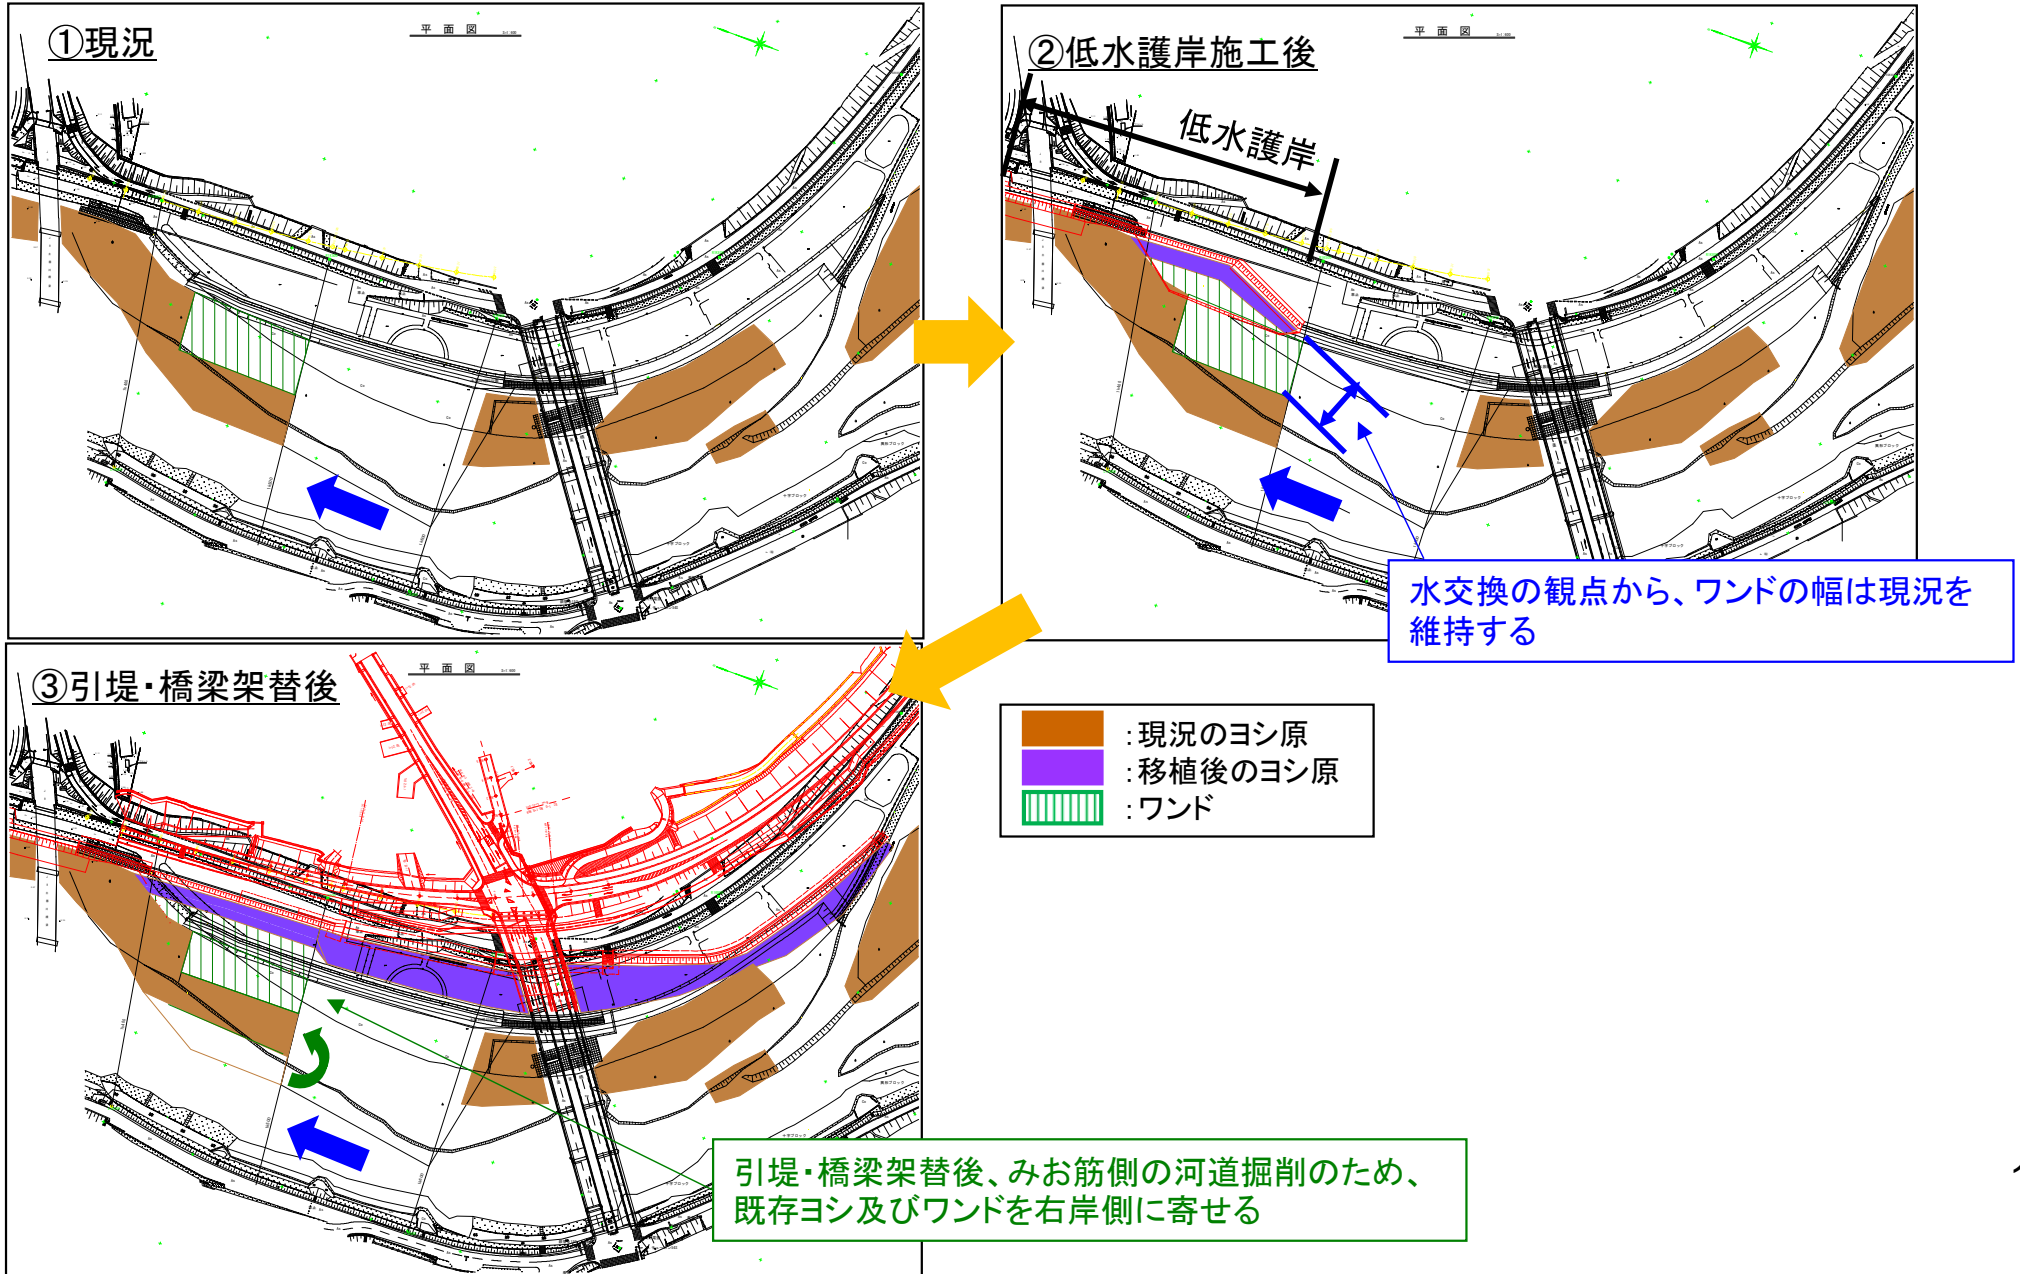 ①現況
平面図
②低水護岸施工後
平面図
低水護岸
水交換の観点から、ワンドの幅は現況を
維持する
③引堤・橋梁架替後
平面図
:現況のヨシ原
:移植後のヨシ原
:ワンド
引堤・橋梁架替後、みお筋側の河道掘削のため、
既存ヨシ及びワンドを右岸側に寄せる